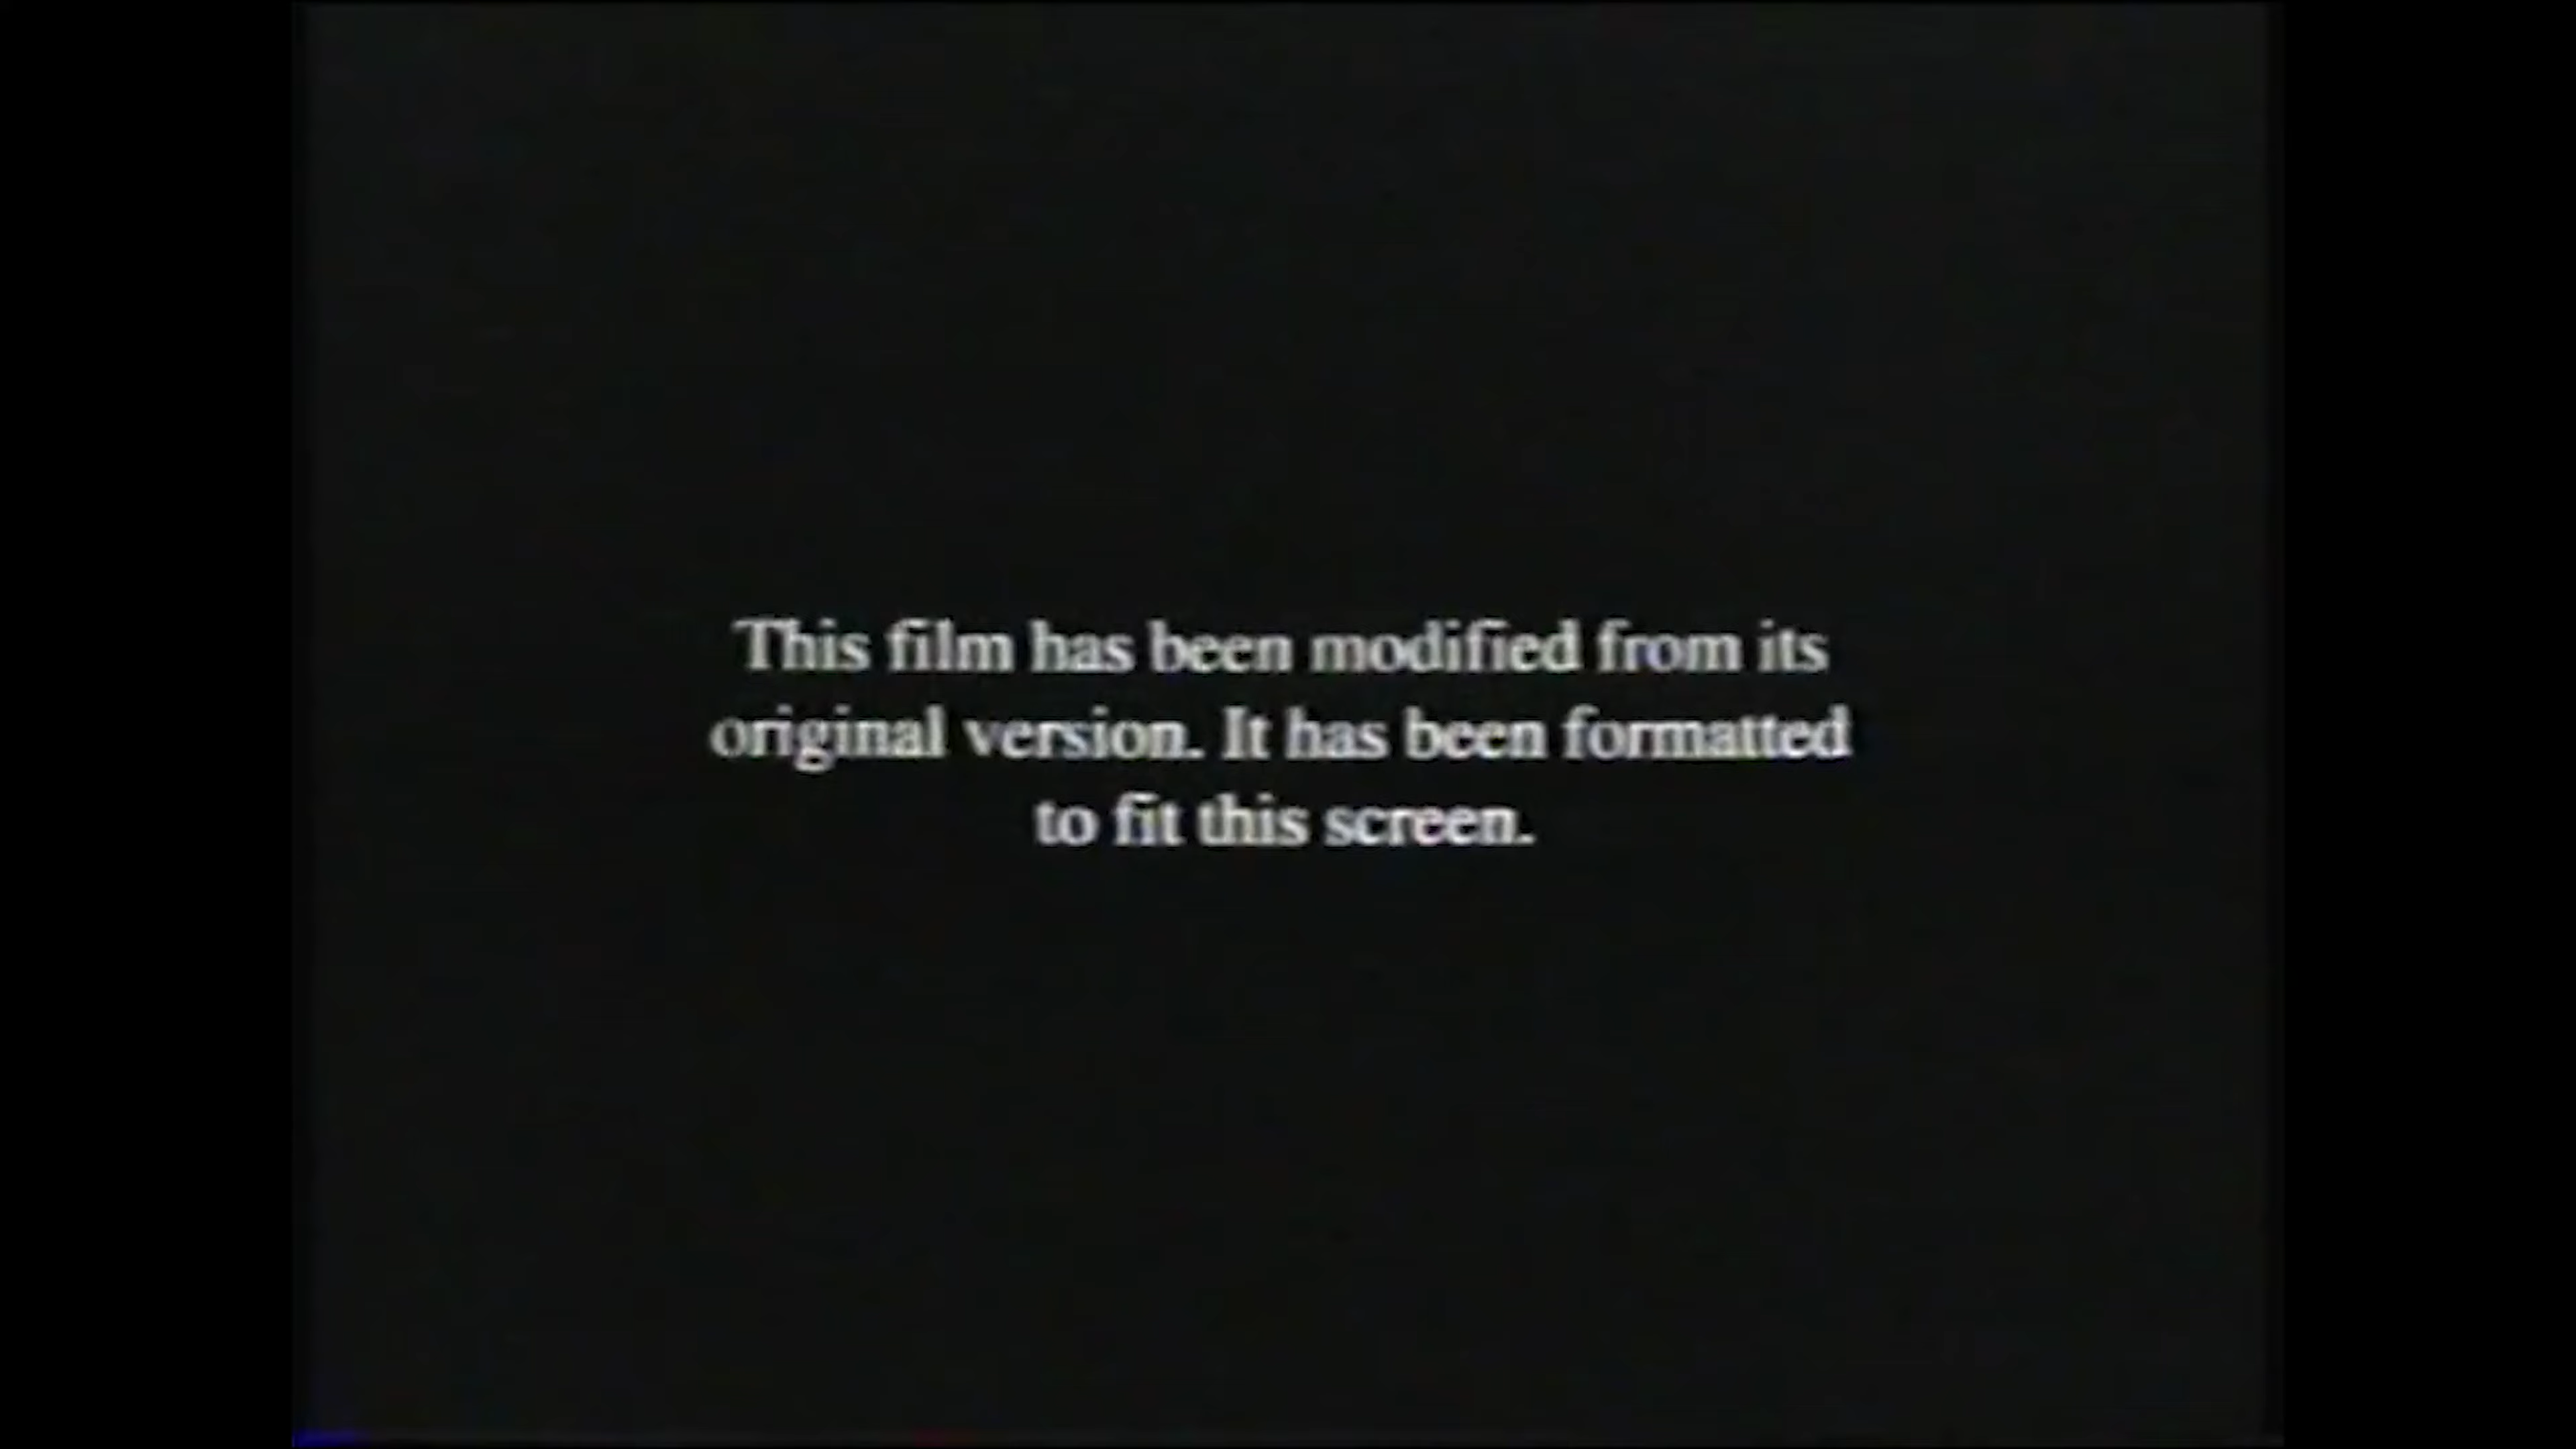 This film has been modified from its
original version. It has been formatted
to fit this screen.